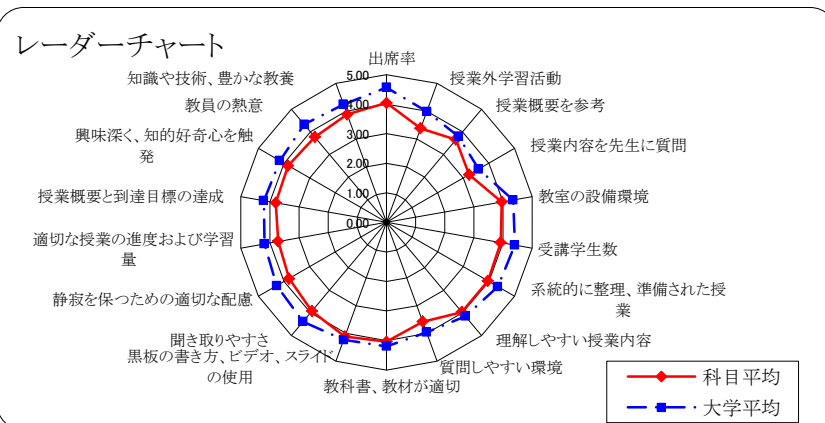 レーダーチャート
出席率
授業外学習活動
授業概要を参考
授業内容を先生に質問
教室の設備環境
受講学生数
系統的に整理、準備された授
業
理解しやすい授業内容
質問しやすい環境
教科書、教材が適切
黒板の書き方、ビデオ、スライド
の使用
聞き取りやすさ
静寂を保つための適切な配慮
適切な授業の進度および学習
量
授業概要と到達目標の達成
興味深く、知的好奇心を触
発
教員の熱意
知識や技術、豊かな教養
5.00
4.00
3.00
2.00
1.00
0.00
科目平均
大学平均